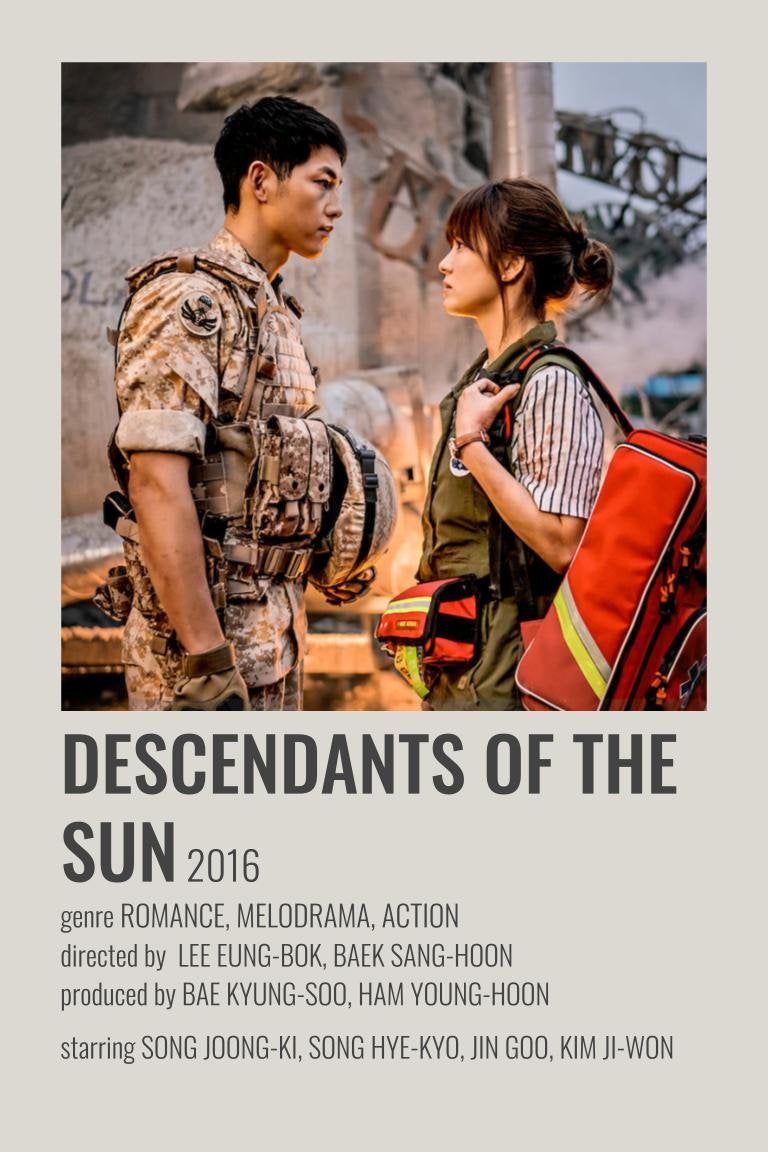 DESCENDANTS OF THE
SUN 2016
genre ROMANCE, MELODRAMA, ACTION
directed by LEE EUNG-BOK, BAEK SANG-HOON
produced by BAE KYUNG-SOO, HAM YOUNG-HOON
starring SONG JOONG-KI, SONG HYE-KYO, JIN GOO, KIM JI-WON